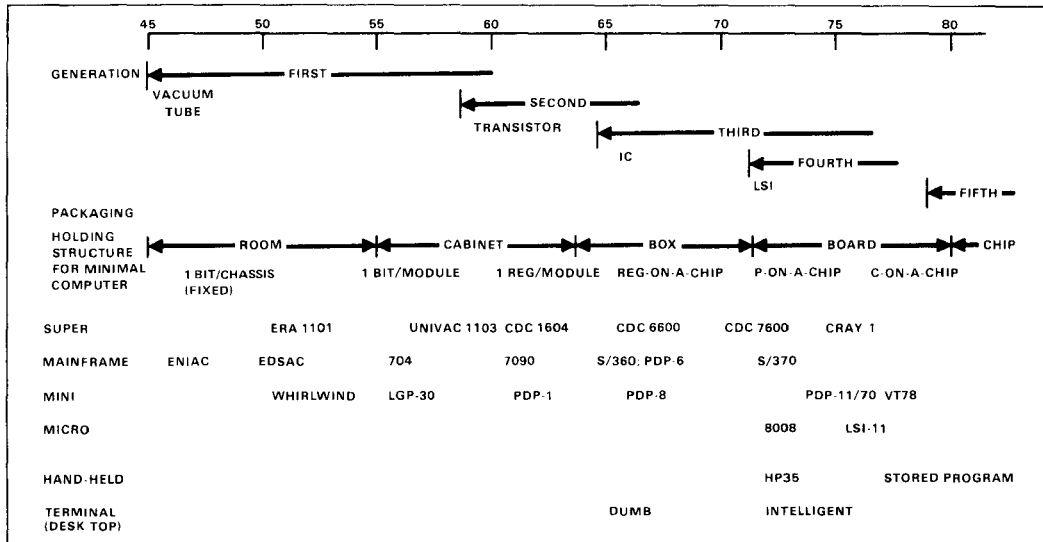 45 50 55 60 65 70 75 80
GENERATION FIRST
VACUUM
TUBE
SECOND
TRANSISTOR
THIRD
IC
FOURTH
LSI
FIFTH
PACKAGING
HOLDING
STRUCTURE
FOR MINIMAL
COMPUTER
ROOM CABINET BOX BOARD CHIP
1 BIT/CHASSIS
(FIXED)
1 BIT/MODULE 1 REG/MODULE REG-ON-A-CHIP P-ON-A-CHIP C-ON-A-CHIP
SUPER ERA 1101 UNIVAC 1103 CDC 1604 CDC 6600 CDC 7600 CRAY 1
MAINFRAME ENIAC EDSAC 704 7090 S/360; PDP-6 S/370
MINI WHIRLWIND LGP-30 PDP-1 PDP-8 PDP-11/70 VT78
MICRO 8008 LSI-11
HAND-HELD HP35 STORED PROGRAM
TERMINAL
(DESK TOP)
DUMB INTELLIGENT